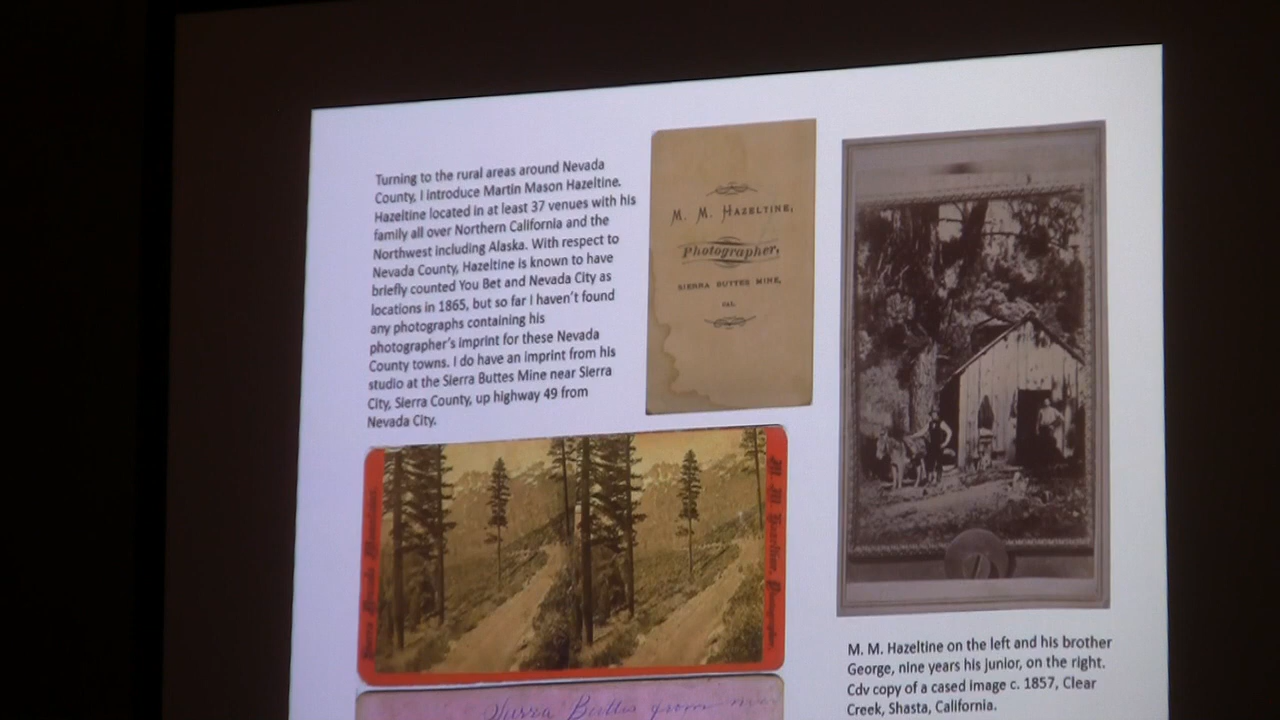 Turning to the rural areas around Nevada
County, I introduce Martin Mason Hazeltine.
Hazeltine located in at least 37 venues with his
family all over Northern California and the
Northwest including Alaska. With respect to
Nevada County, Hazeltine is known to have
briefly counted You Bet and Nevada City as
locations in 1865, but so far I haven't found
any photographs containing his
photographer's imprint for these Nevada
County towns. I do have an imprint from his
studio at the Sierra Buttes Mine near Sierra
City, Sierra County, up highway 49 from
Nevada City.
M. M. HAZELTINE,
Photographer,
SIERRA BUTTES MINE,
CAL.
M. M. Hazeltine, Photographer.
Sierra Buttes from
M. M. Hazeltine on the left and his brother
George, nine years his junior, on the right.
Cdv copy of a cased image c. 1857, Clear
Creek, Shasta, California.